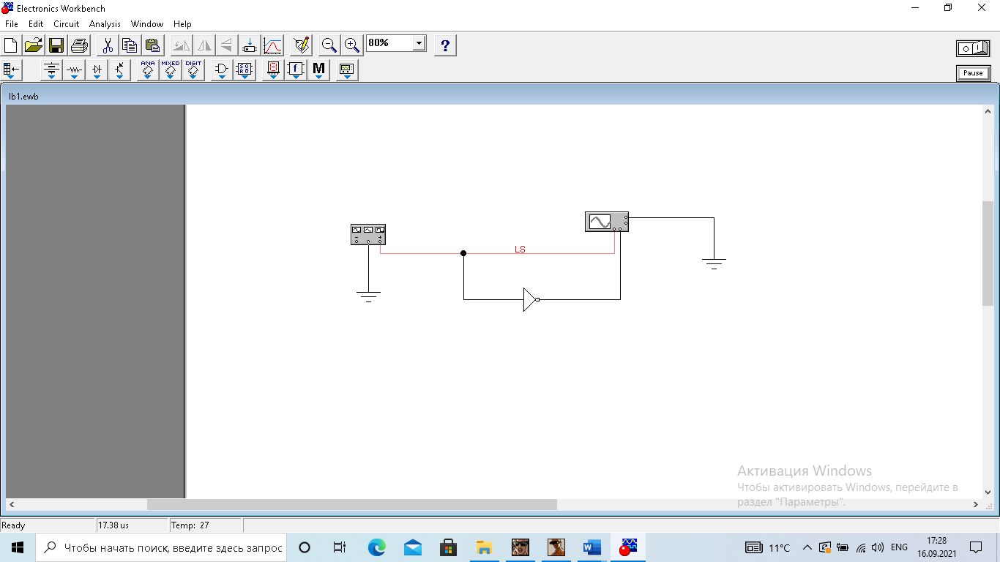 Electronics Workbench
File Edit Circuit Analysis Window Help
80%
?
O I
ANA MIXED DIGIT
f
M
Pause
lb1.ewb
LS
Активация Windows
Чтобы активировать Windows, перейдите в
раздел "Параметры".
Ready
17.38 us
Temp: 27
Чтобы начать поиск, введите здесь запрос
11°C
ENG
17:28
16.09.2021